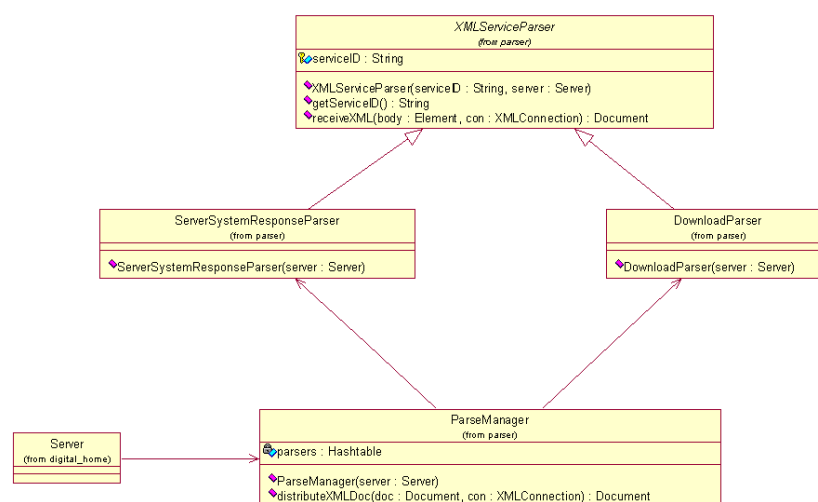 XMLServiceParser
(from parser)
serviceID : String
XMLServiceParser(serviceID : String, server : Server)
getServiceID() : String
receiveXML(body : Element, con : XMLConnection) : Document
ServerSystemResponseParser
(from parser)
ServerSystemResponseParser(server : Server)
DownloadParser
(from parser)
DownloadParser(server : Server)
ParseManager
(from parser)
parsers : Hashtable
ParseManager(server : Server)
distributeXMLDoc(doc : Document, con : XMLConnection) : Document
Server
(from digital_home)